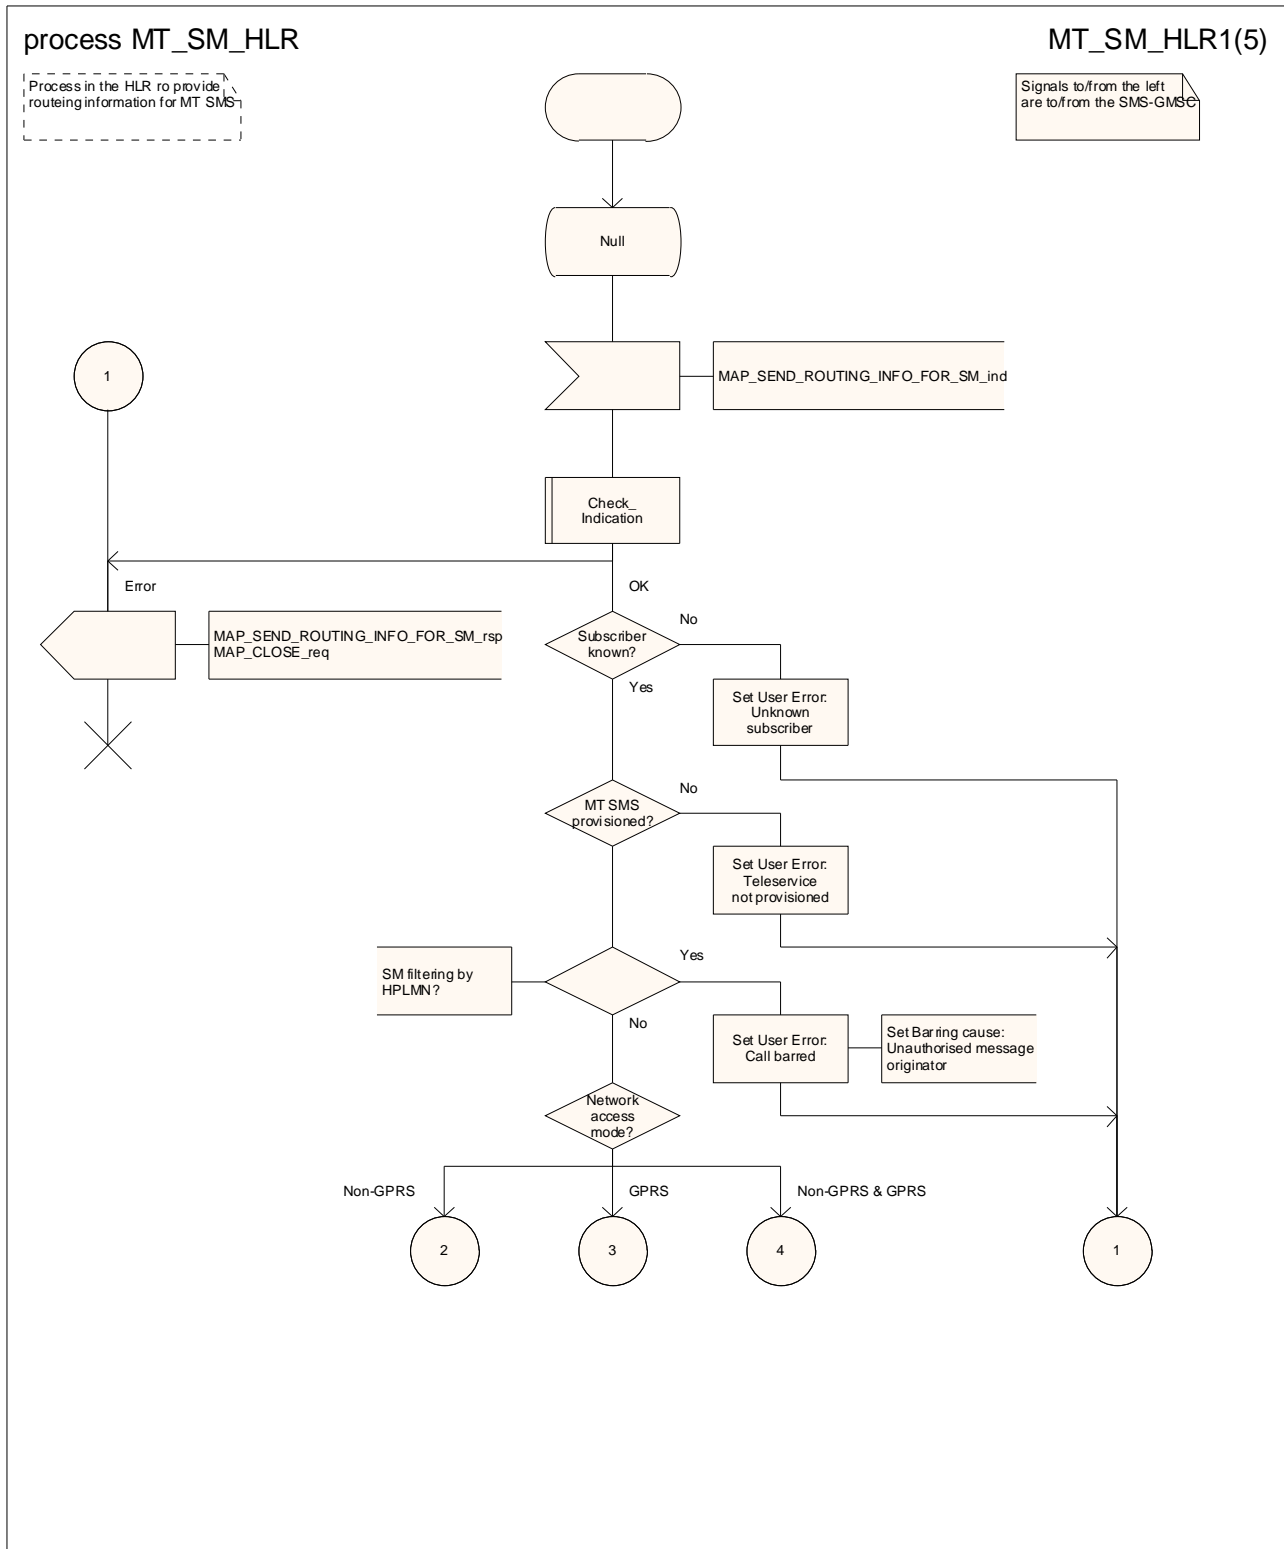 process MT_SM_HLR
MT_SM_HLR1(5)
Process in the HLR ro provide
routeing information for MT SMS
Signals to/from the left
are to/from the SMS-GMSC
Null
1
MAP_SEND_ROUTING_INFO_FOR_SM_ind
Check_
Indication
Error
OK
MAP_SEND_ROUTING_INFO_FOR_SM_rsp
MAP_CLOSE_req
Subscriber
known?
No
Yes
Set User Error:
Unknown
subscriber
MT SMS
provisioned?
No
Set User Error:
Teleservice
not provisioned
SM filtering by
HPLMN?
Yes
No
Set User Error:
Call barred
Set Barring cause:
Unauthorised message
originator
Network
access
mode?
Non-GPRS
GPRS
Non-GPRS & GPRS
2
3
4
1